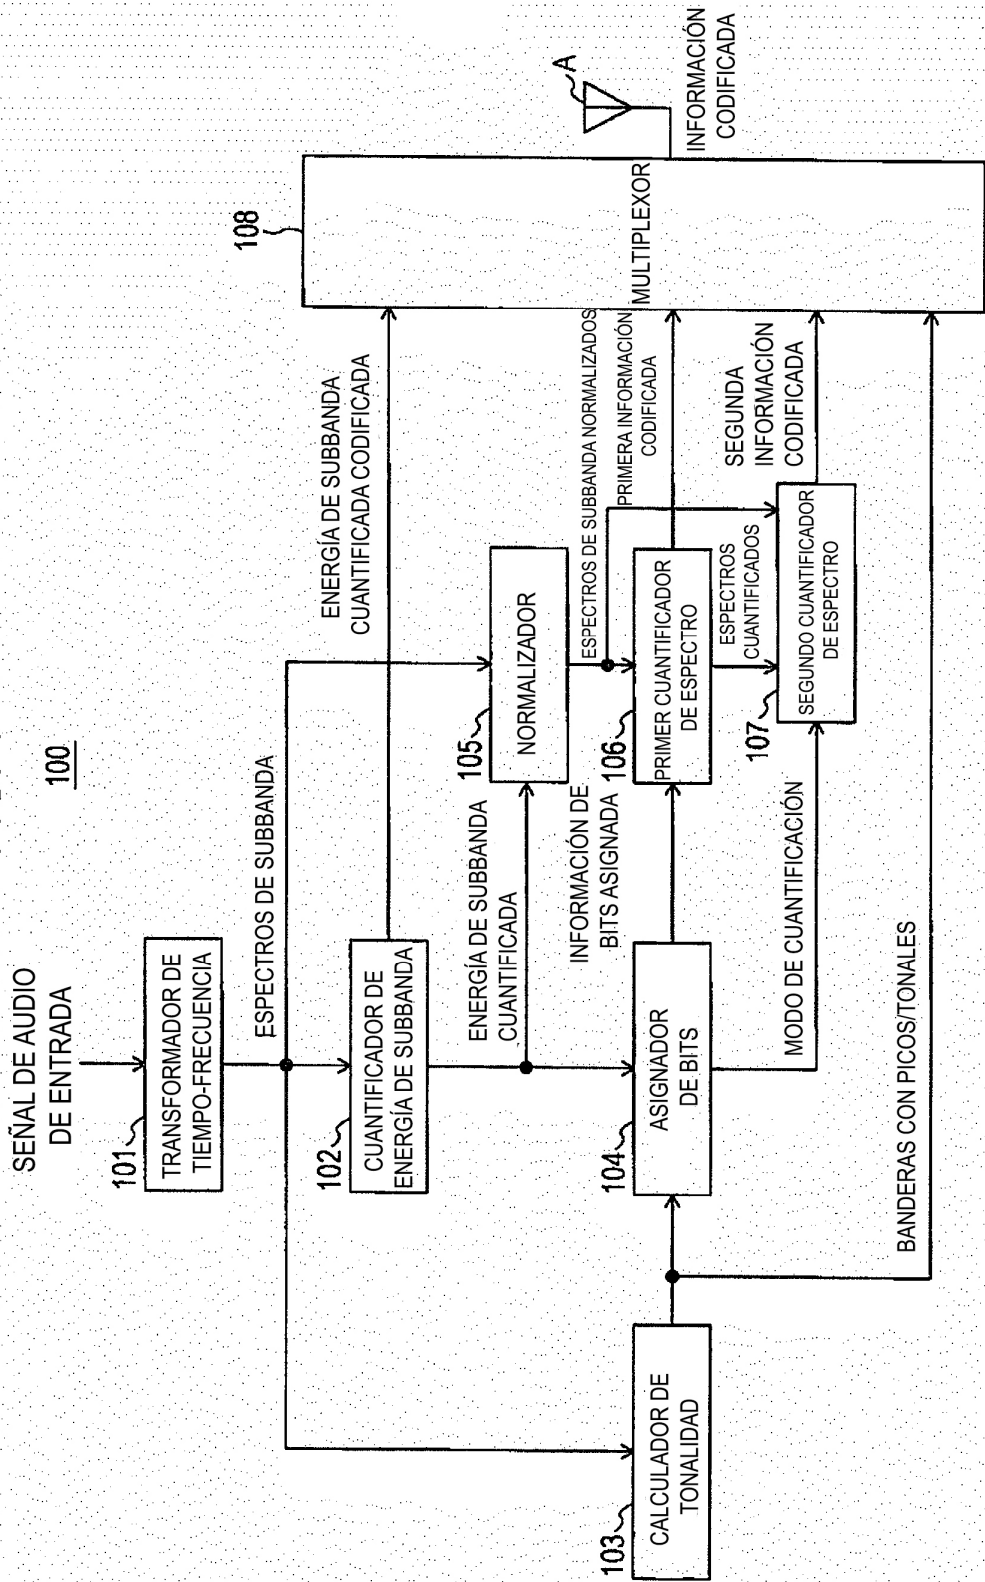 100
SEÑAL DE AUDIO
DE ENTRADA
101
TRANSFORMADOR DE
TIEMPO-FRECUENCIA
ESPECTROS DE SUBBANDA
102
CUANTIFICADOR DE
ENERGÍA DE SUBBANDA
ENERGÍA DE SUBBANDA
CUANTIFICADA CODIFICADA
108
MULTIPLEXOR
A
INFORMACIÓN
CODIFICADA
ENERGÍA DE SUBBANDA
CUANTIFICADA
105
NORMALIZADOR
ESPECTROS DE SUBBANDA NORMALIZADOS
103
CALCULADOR DE
TONALIDAD
104
ASIGNADOR
DE BITS
INFORMACIÓN DE
BITS ASIGNADA
106
PRIMER CUANTIFICADOR
DE ESPECTRO
PRIMERA INFORMACIÓN
CODIFICADA
ESPECTROS
CUANTIFICADOS
MODO DE CUANTIFICACIÓN
107
SEGUNDO CUANTIFICADOR
DE ESPECTRO
SEGUNDA
INFORMACIÓN
CODIFICADA
BANDERAS CON PICOS/TONALES